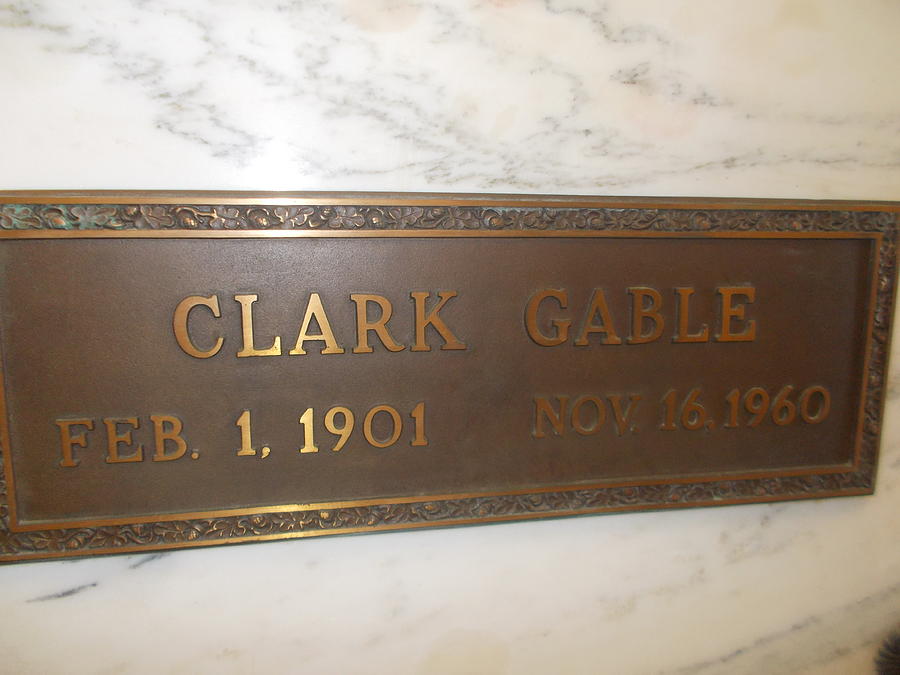 CLARK GABLE
FEB. 1, 1901 NOV. 16, 1960